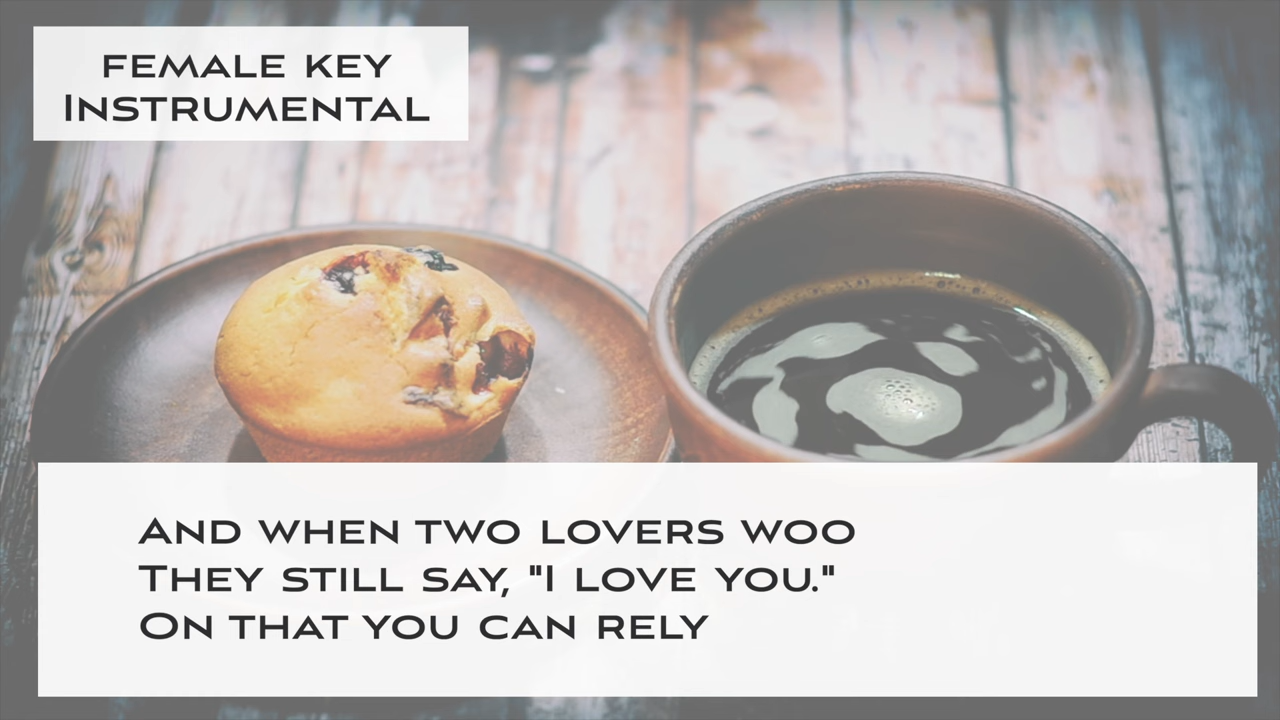 FEMALE KEY
INSTRUMENTAL
AND WHEN TWO LOVERS WOO
THEY STILL SAY, "I LOVE YOU."
ON THAT YOU CAN RELY